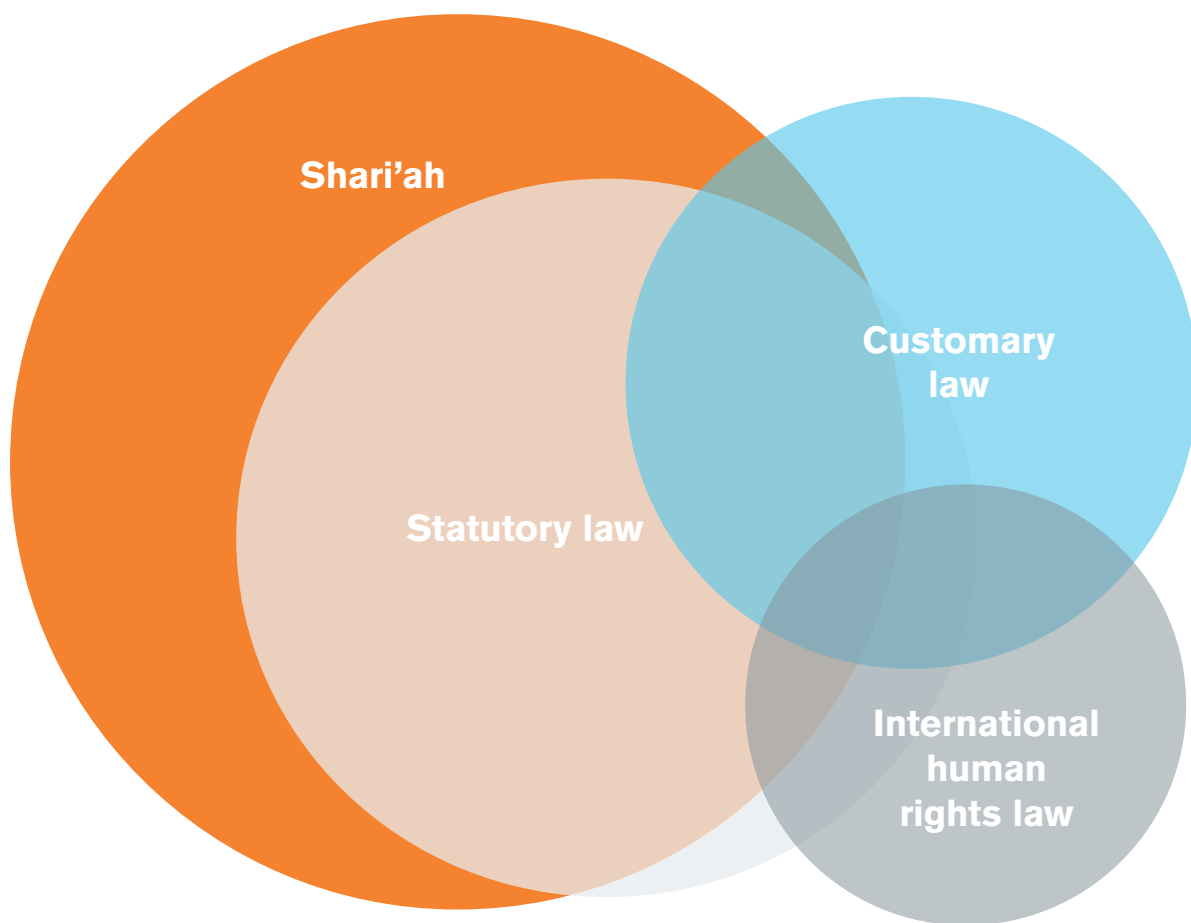 Shari’ah
Customary
law
Statutory law
International
human
rights law